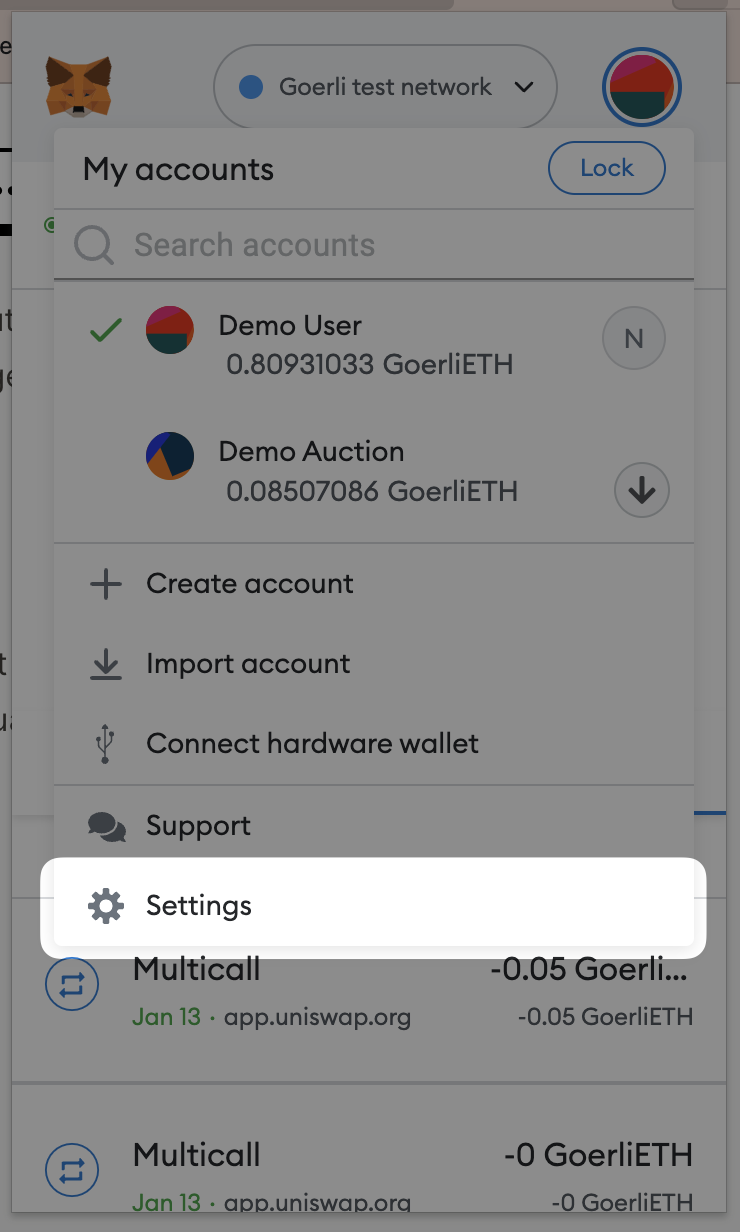 Goerli test network
My accounts
Lock
Search accounts
Demo User
0.80931033 GoerliETH
N
Demo Auction
0.08507086 GoerliETH
Create account
Import account
Connect hardware wallet
Support
Settings
Multicall -0.05 Goerli...
Jan 13 · app.uniswap.org -0.05 GoerliETH
Multicall -0 GoerliETH
Jan 13 · app.uniswap.org -0 GoerliETH